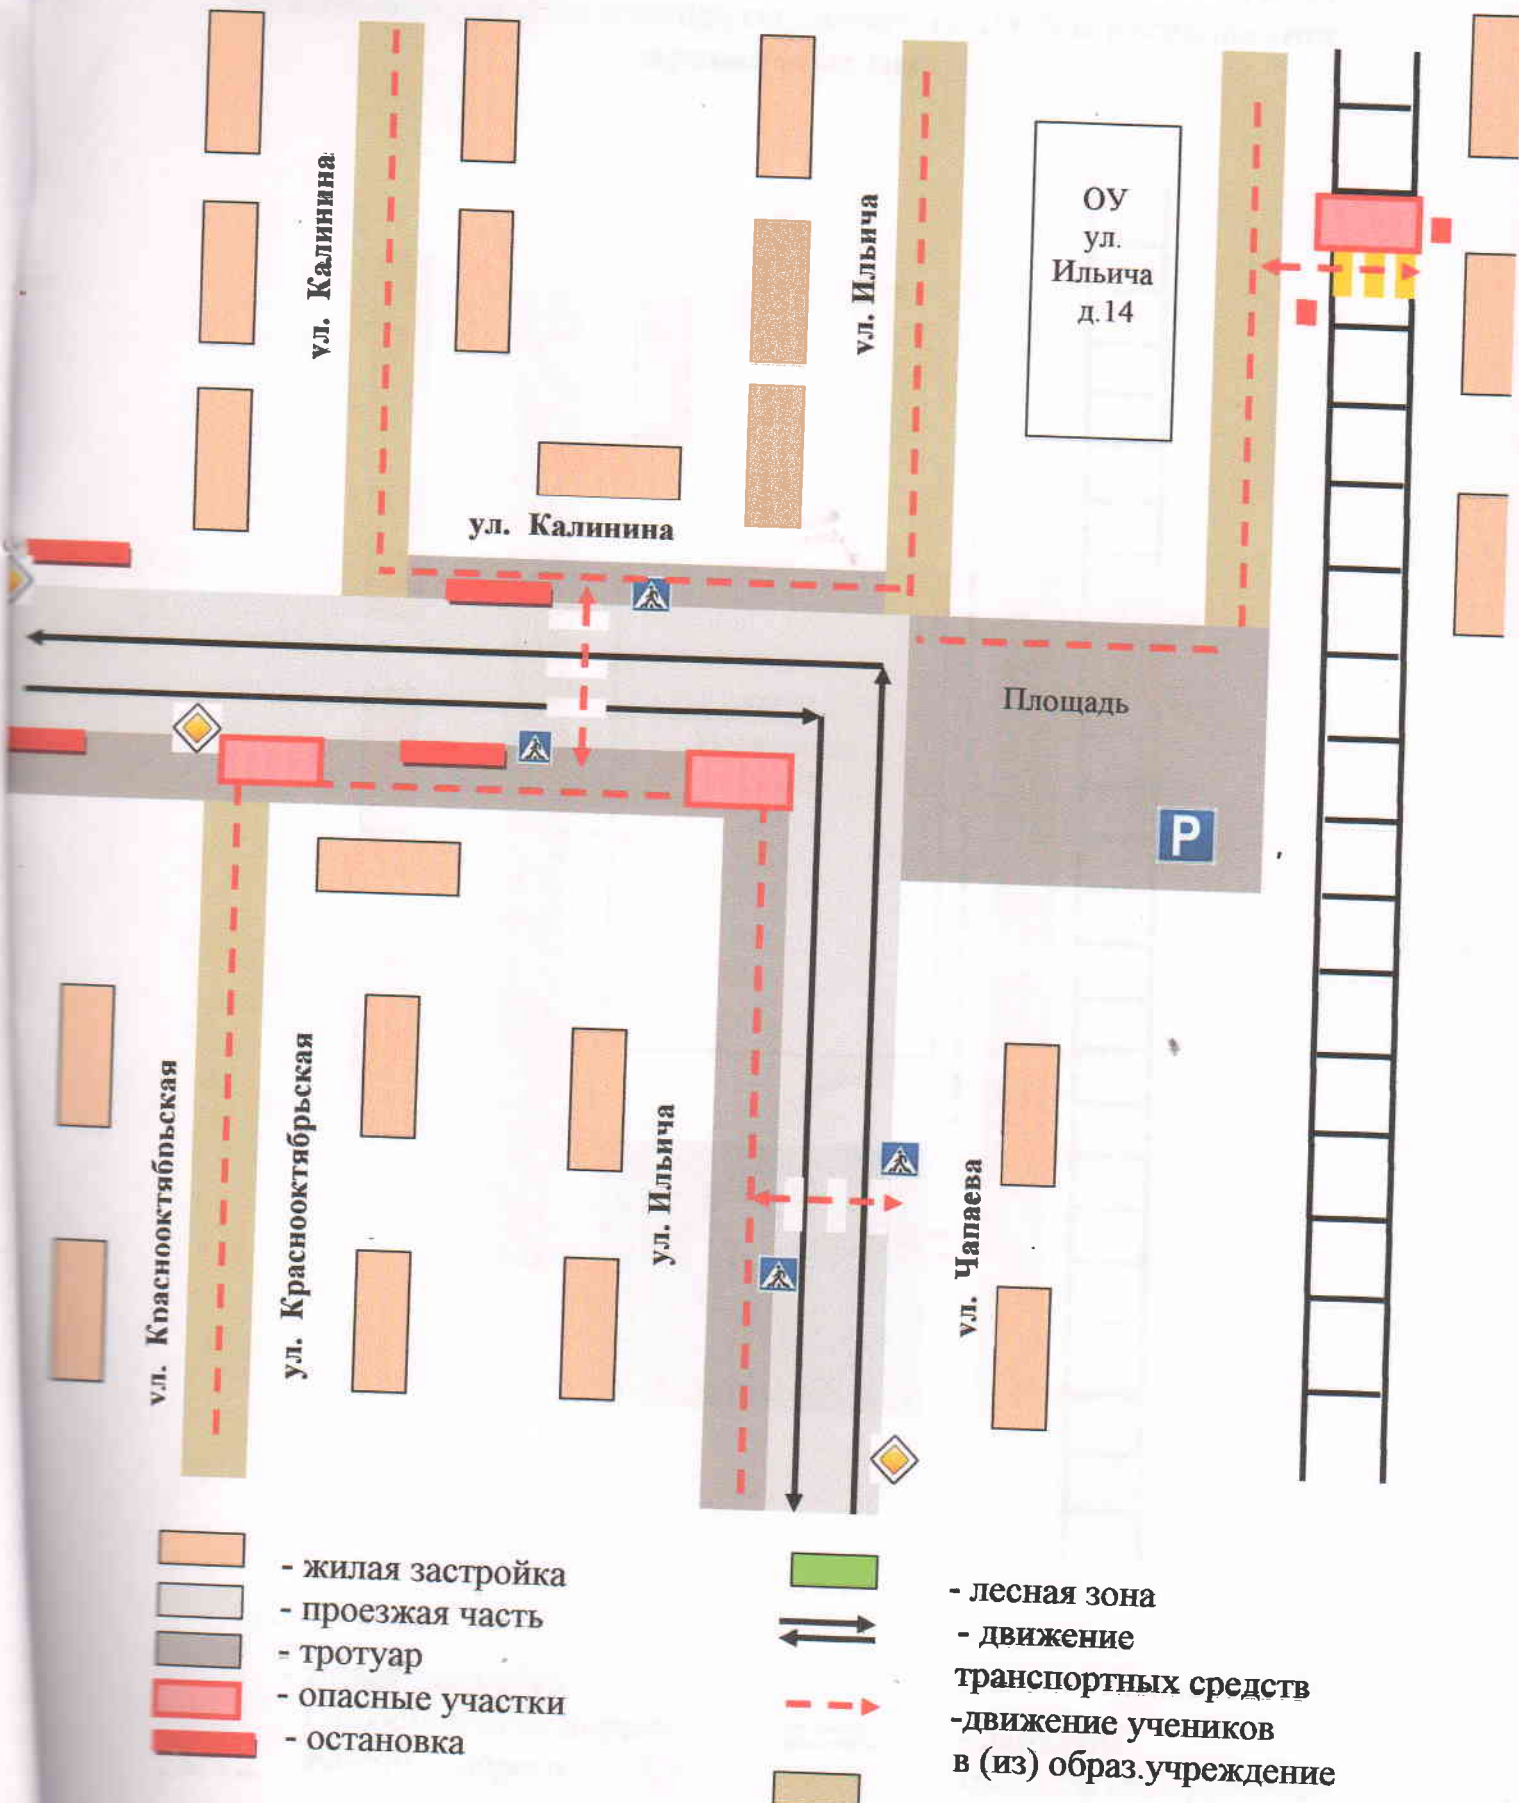 ул. Калинина
ул. Ильича
ОУ
ул.
Ильича
д.14
ул. Калинина
Площадь
P
ул. Краснооктябрьская
ул. Краснооктябрьская
ул. Ильича
ул. Чапаева
- жилая застройка
- проезжая часть
- тротуар
- опасные участки
- остановка
- лесная зона
- движение
транспортных средств
-движение учеников
в (из) образ.учреждение